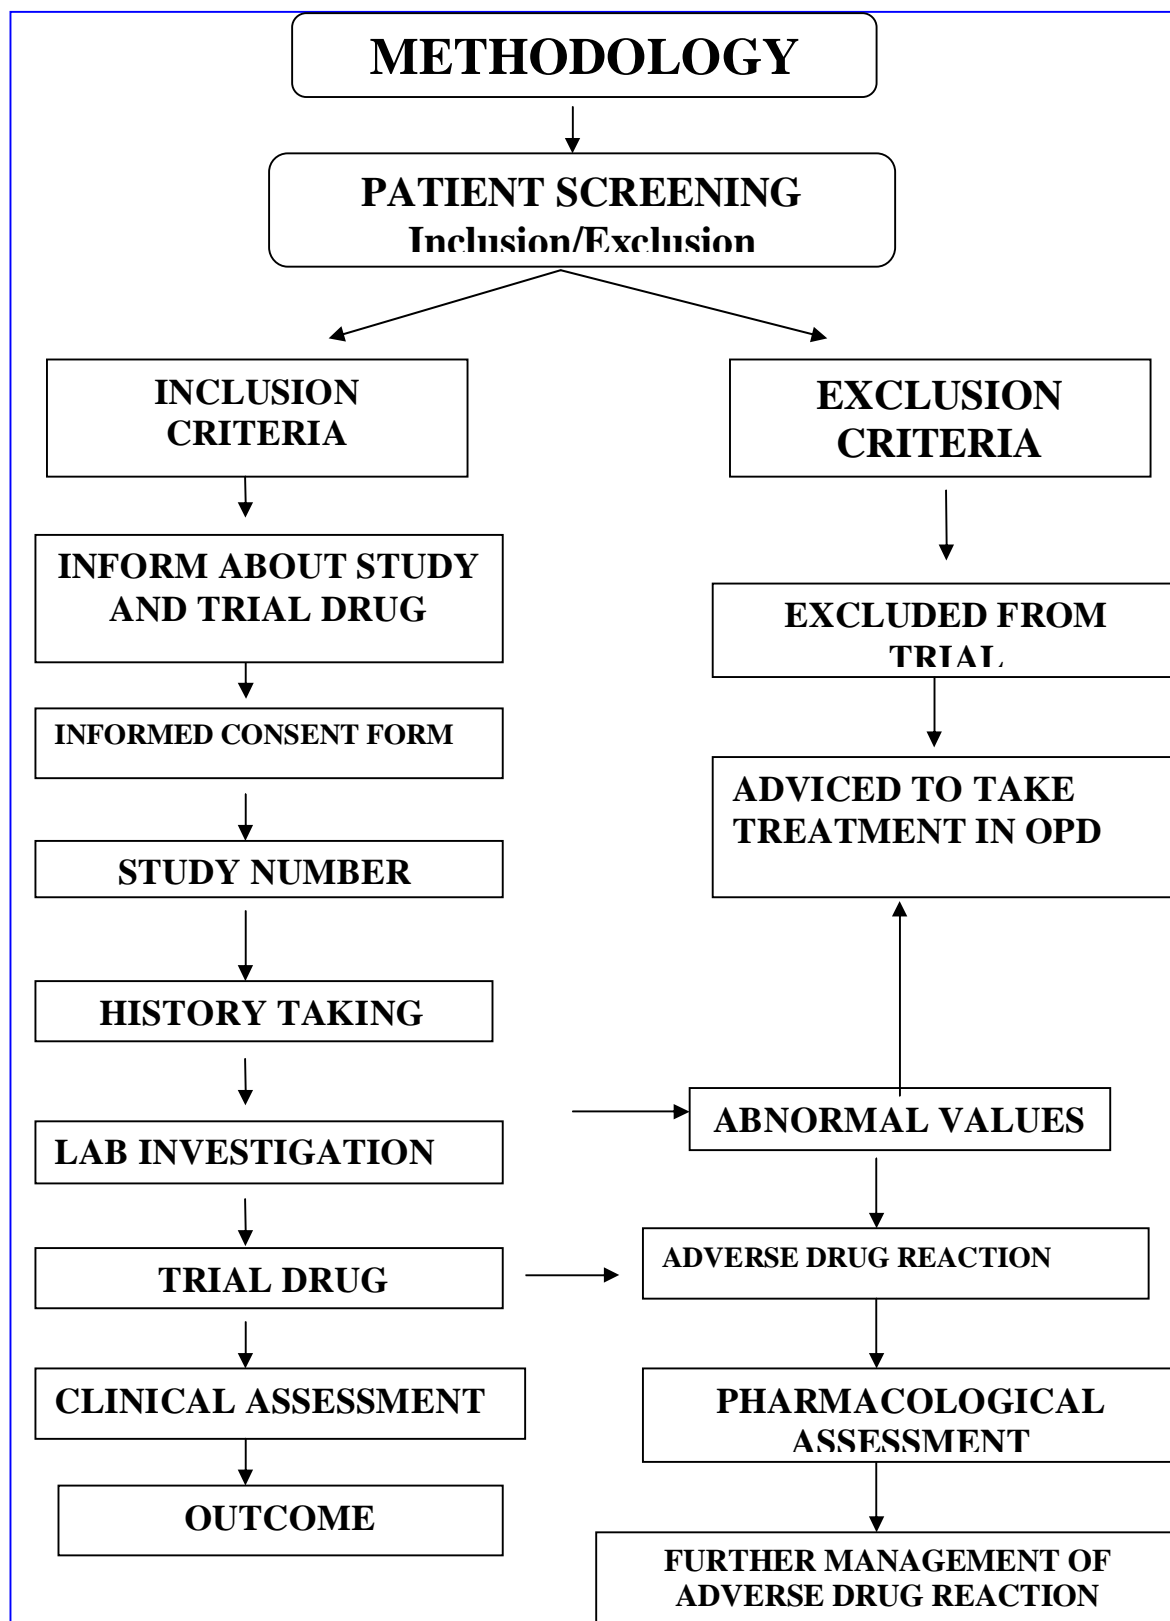 METHODOLOGY
PATIENT SCREENING
Inclusion/Exclusion
INCLUSION
CRITERIA
EXCLUSION
CRITERIA
INFORM ABOUT STUDY
AND TRIAL DRUG
EXCLUDED FROM
TRIAL
INFORMED CONSENT FORM
ADVICED TO TAKE
TREATMENT IN OPD
STUDY NUMBER
HISTORY TAKING
ABNORMAL VALUES
LAB INVESTIGATION
ADVERSE DRUG REACTION
TRIAL DRUG
CLINICAL ASSESSMENT
PHARMACOLOGICAL
ASSESSMENT
OUTCOME
FURTHER MANAGEMENT OF
ADVERSE DRUG REACTION